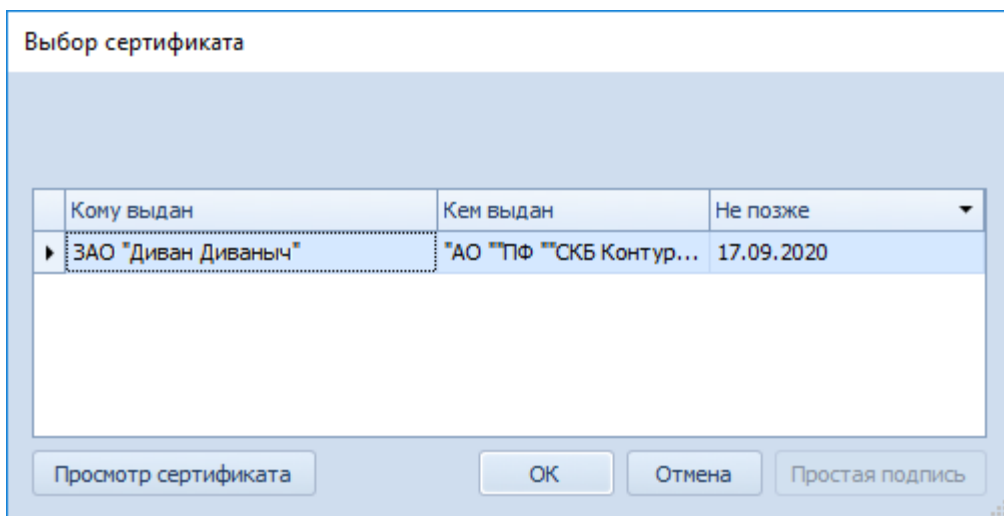 Выбор сертификата
Кому выдан Кем выдан Не позже
ЗАО "Диван Диваныч" "АО ""ПФ ""СКБ Контур... 17.09.2020
Просмотр сертификата ОК Отмена Простая подпись